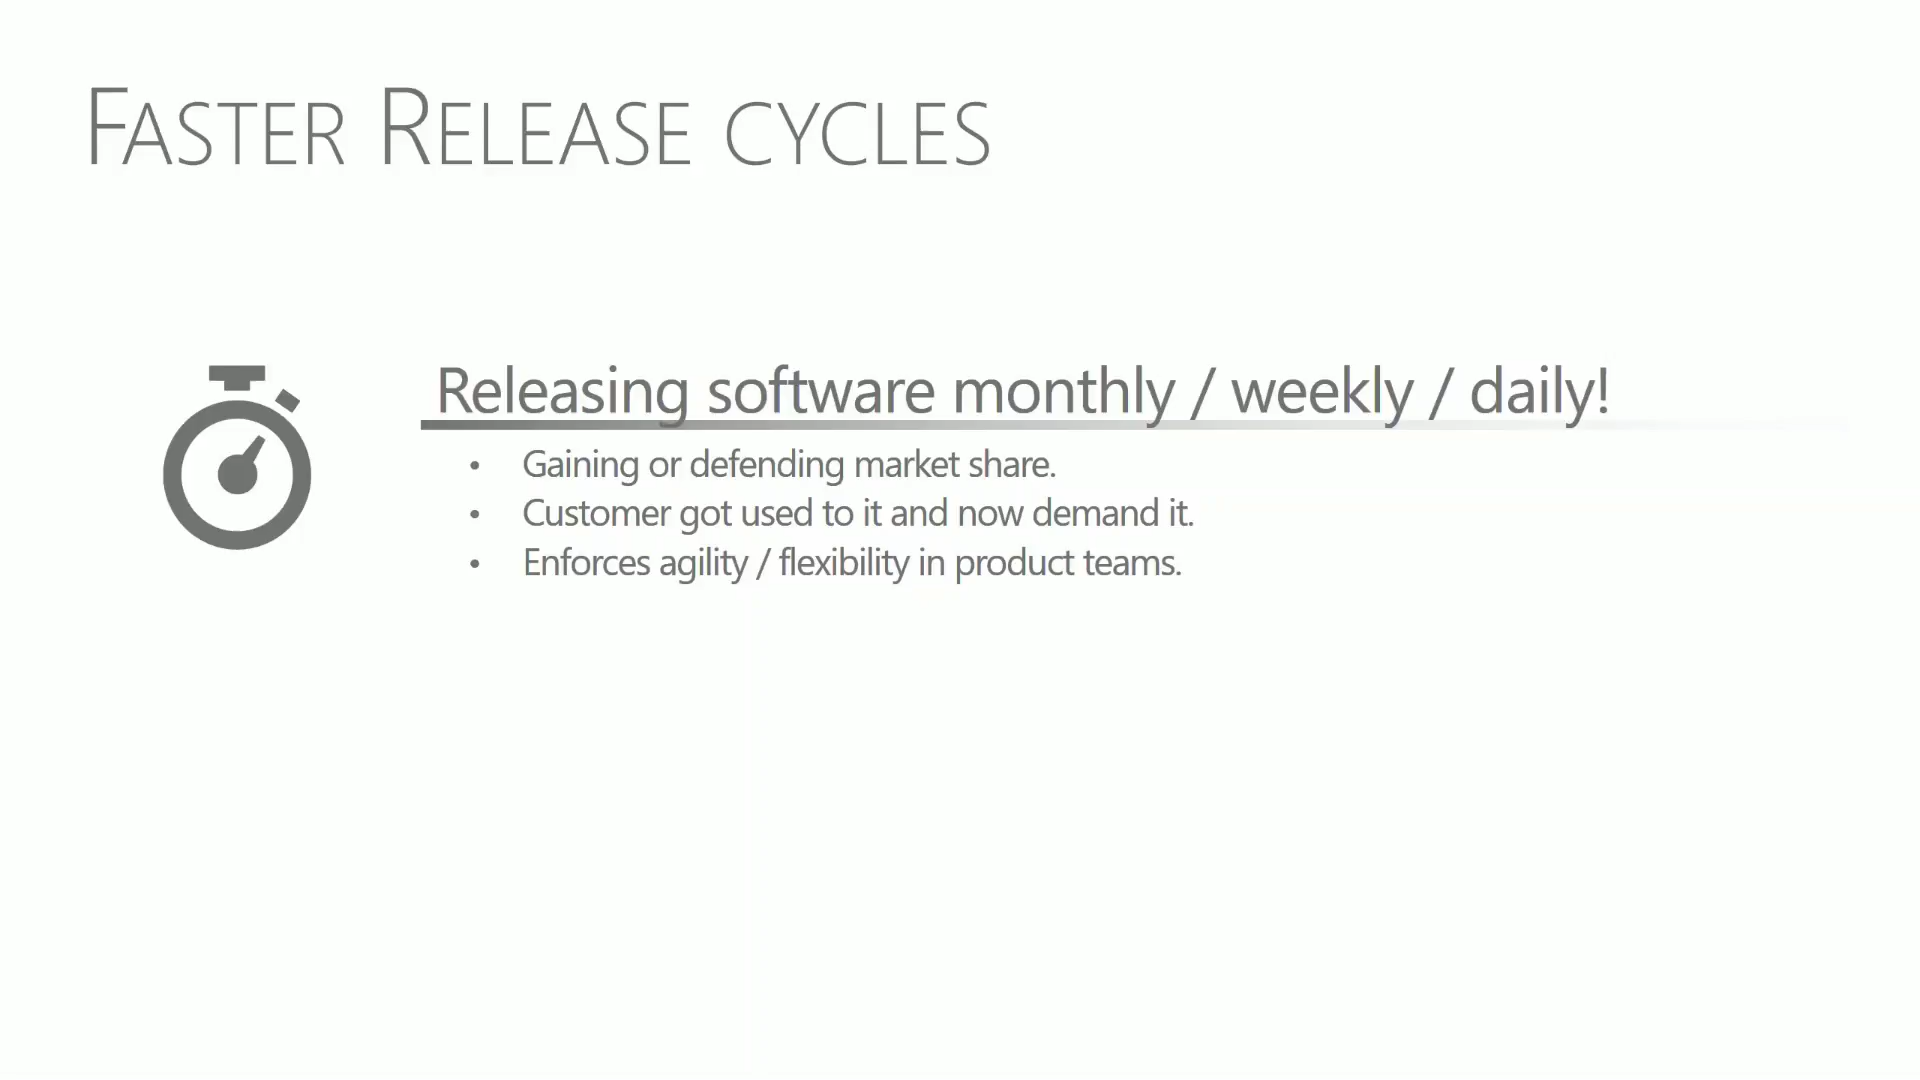 Faster Release cycles
Releasing software monthly / weekly / daily!
• Gaining or defending market share.
• Customer got used to it and now demand it.
• Enforces agility / flexibility in product teams.